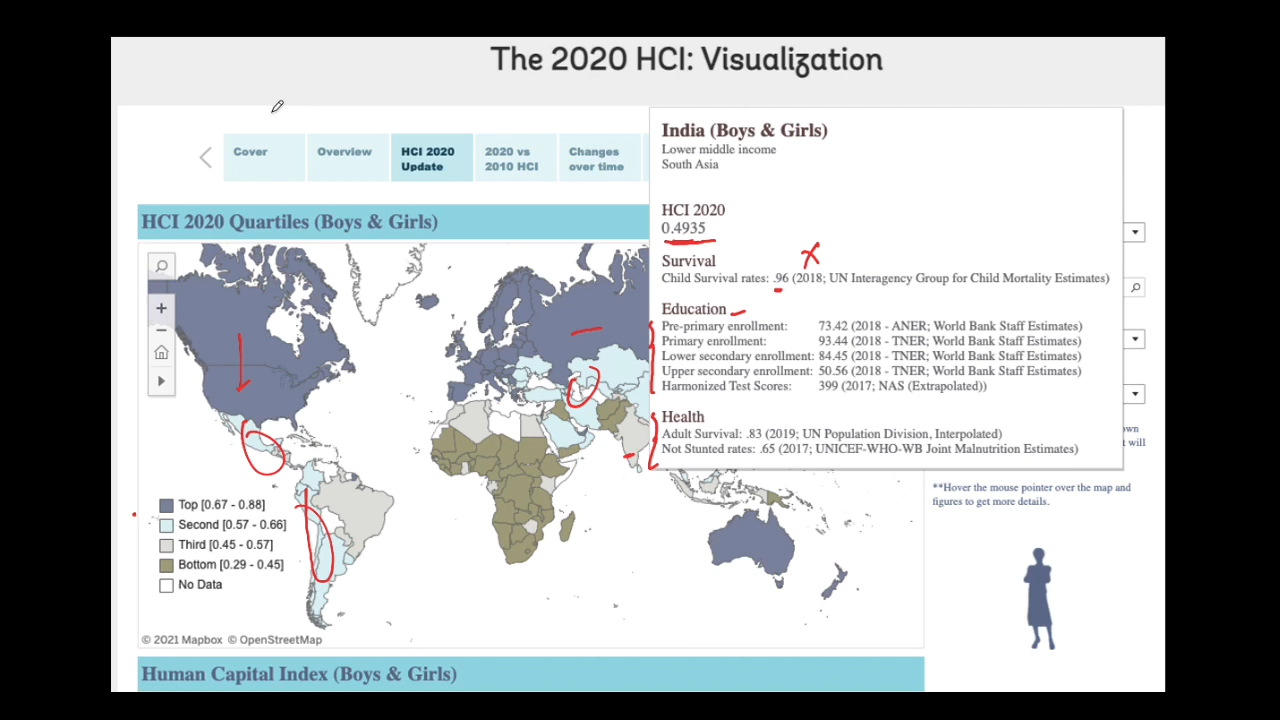 The 2020 HCI: Visualization
Cover
Overview
HCI 2020
Update
2020 vs
2010 HCI
Changes
over time
HCI 2020 Quartiles (Boys & Girls)
India (Boys & Girls)
Lower middle income
South Asia
HCI 2020
0.4935
Survival
Child Survival rates: .96 (2018; UN Interagency Group for Child Mortality Estimates)
Education
Pre-primary enrollment: 73.42 (2018 - ANER; World Bank Staff Estimates)
Primary enrollment: 93.44 (2018 - TNER; World Bank Staff Estimates)
Lower secondary enrollment: 84.45 (2018 - TNER; World Bank Staff Estimates)
Upper secondary enrollment: 50.56 (2018 - TNER; World Bank Staff Estimates)
Harmonized Test Scores: 399 (2017; NAS (Extrapolated))
Health
Adult Survival: .83 (2019; UN Population Division, Interpolated)
Not Stunted rates: .65 (2017; UNICEF-WHO-WB Joint Malnutrition Estimates)
will
**Hover the mouse pointer over the map and
figures to get more details.
Top [0.67 - 0.88]
Second [0.57 - 0.66]
Third [0.45 - 0.57]
Bottom [0.29 - 0.45]
No Data
© 2021 Mapbox © OpenStreetMap
Human Capital Index (Boys & Girls)